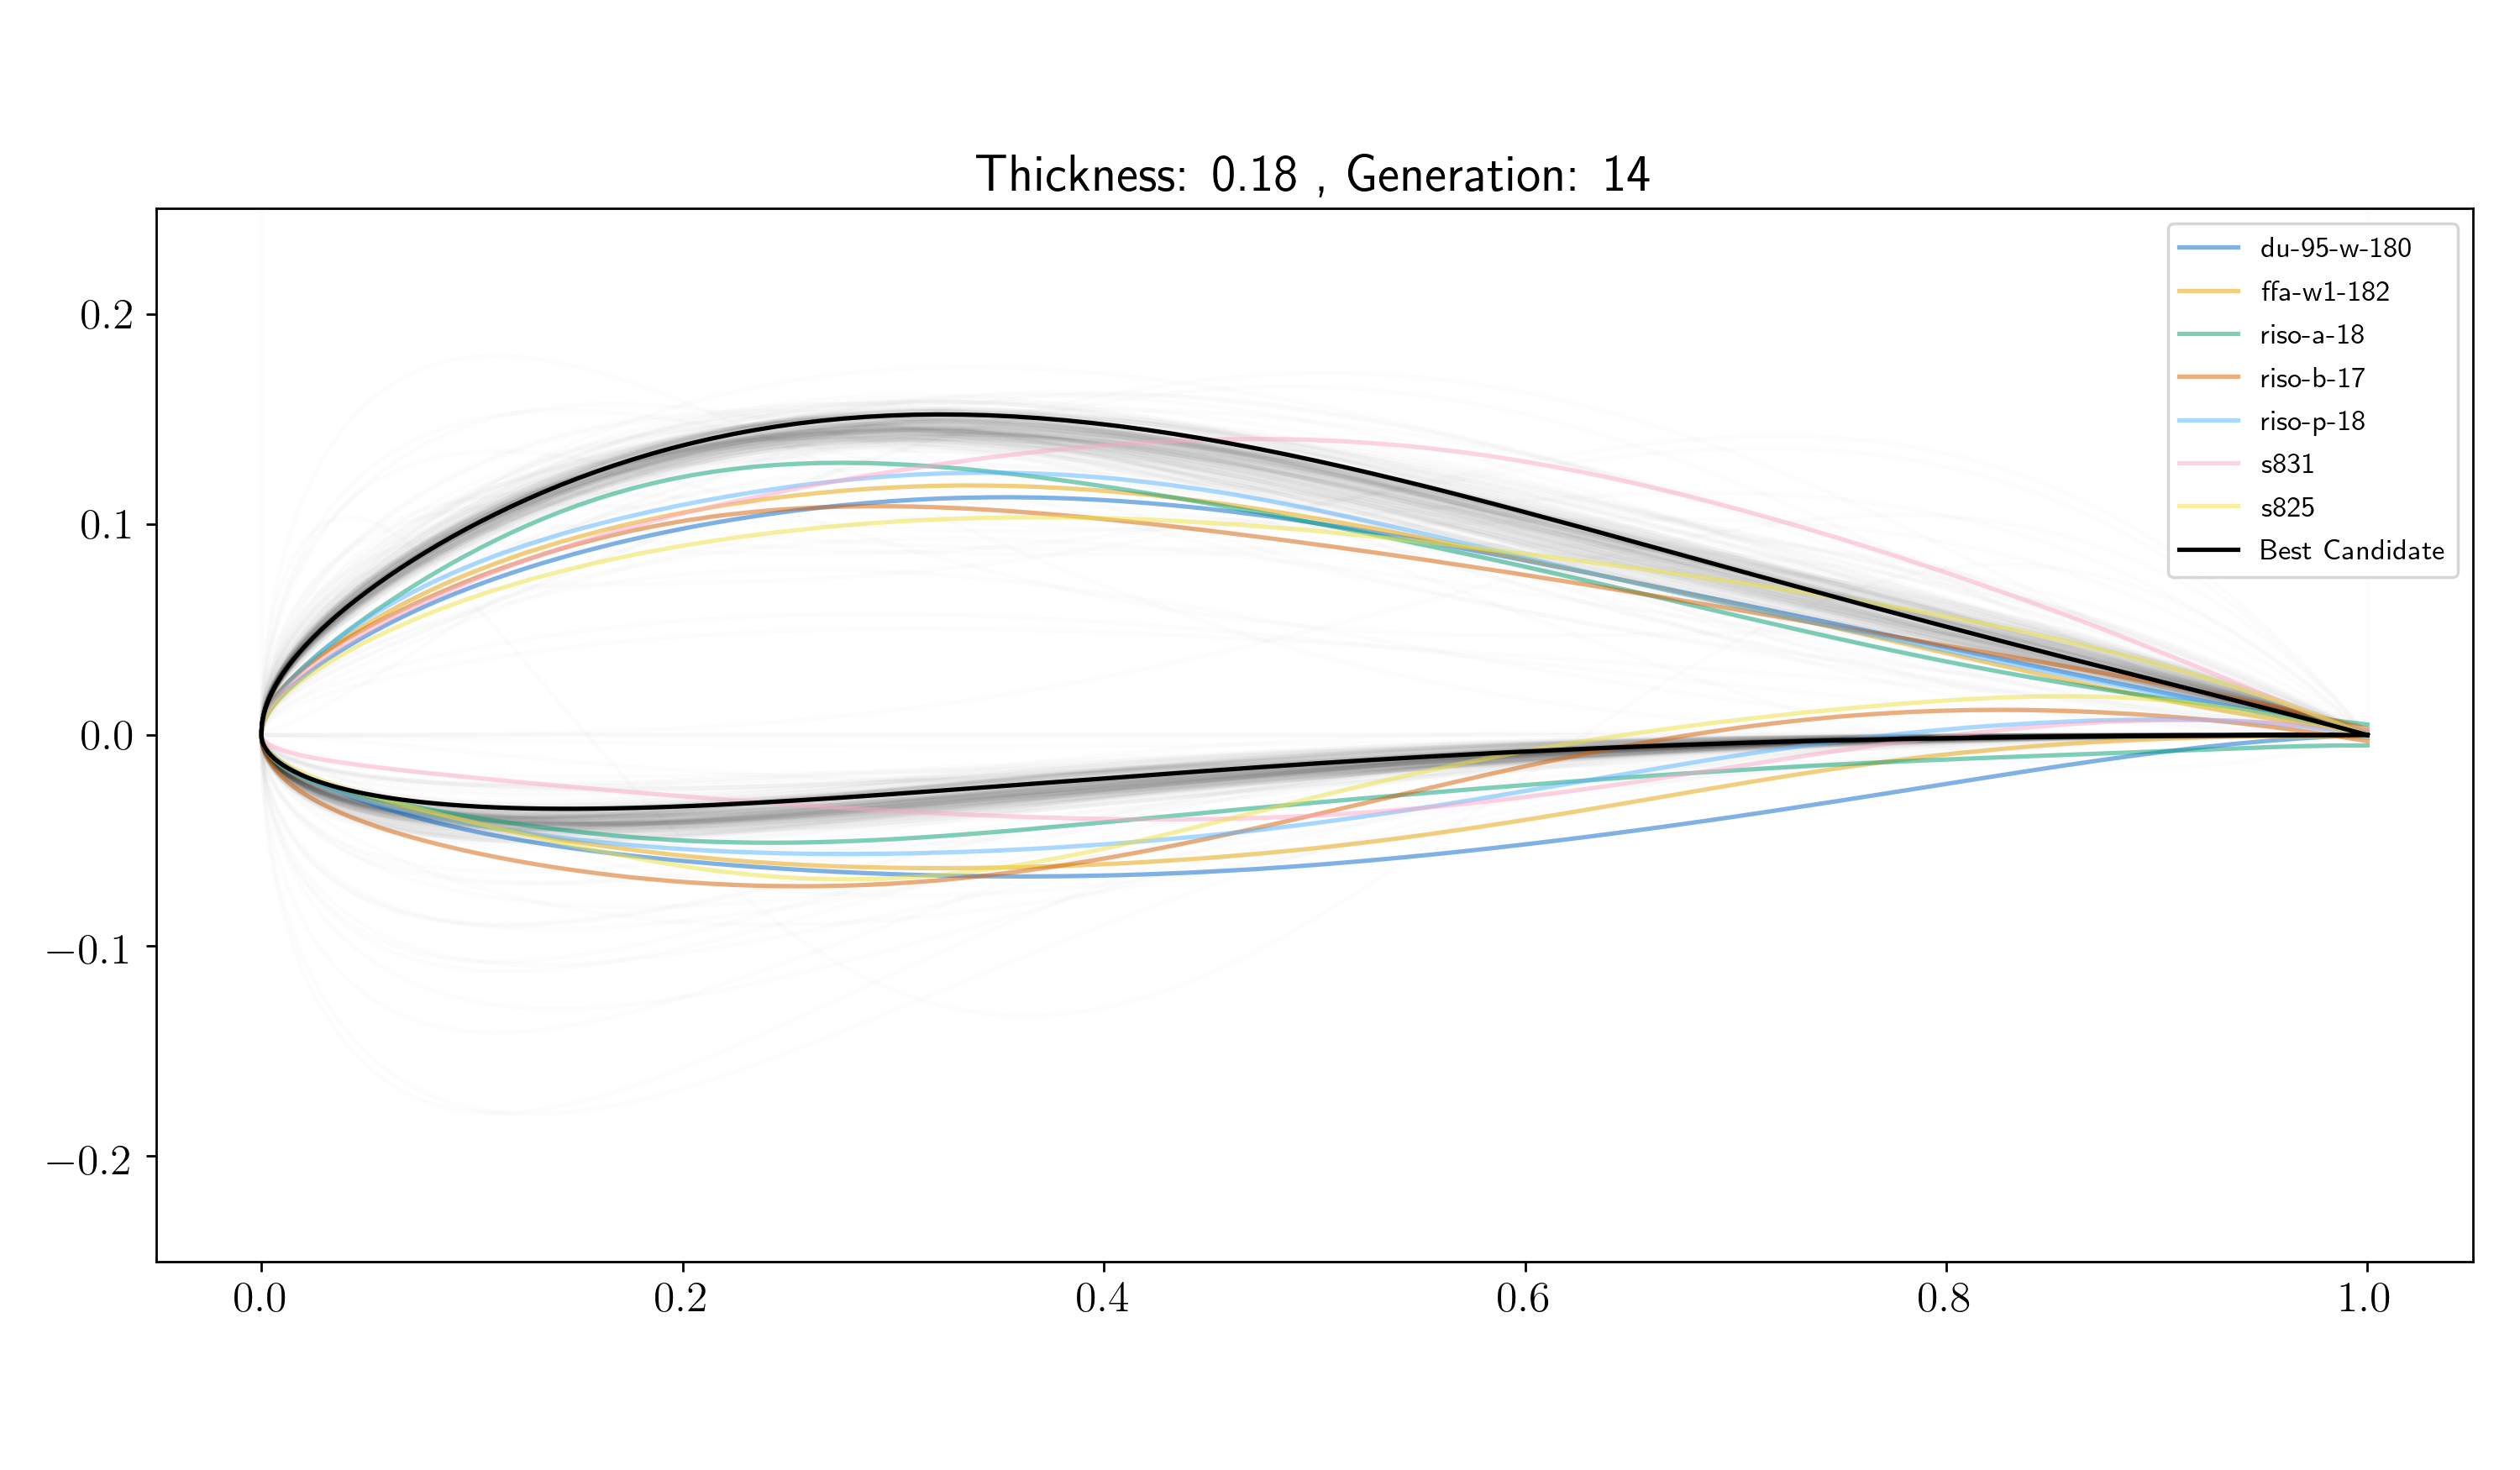 Thickness: 0.18 , Generation: 14
du-95-w-180
ffa-w1-182
riso-a-18
riso-b-17
riso-p-18
s831
s825
Best Candidate
0.2
0.1
0.0
−0.1
−0.2
0.0 0.2 0.4 0.6 0.8 1.0